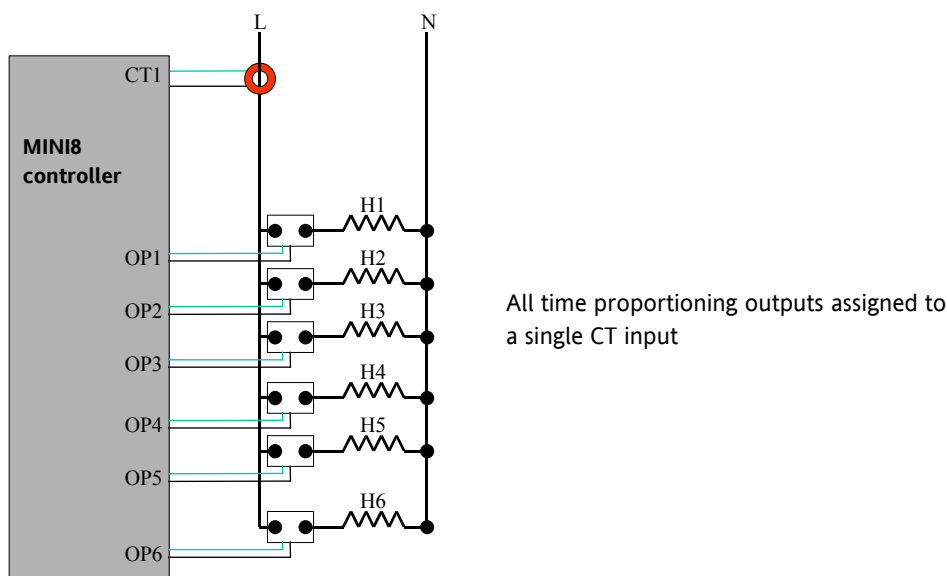 L
N
CT1
MINI8
controller
H1
OP1
H2
OP2
H3
OP3
H4
OP4
H5
OP5
H6
OP6
All time proportioning outputs assigned to
a single CT input